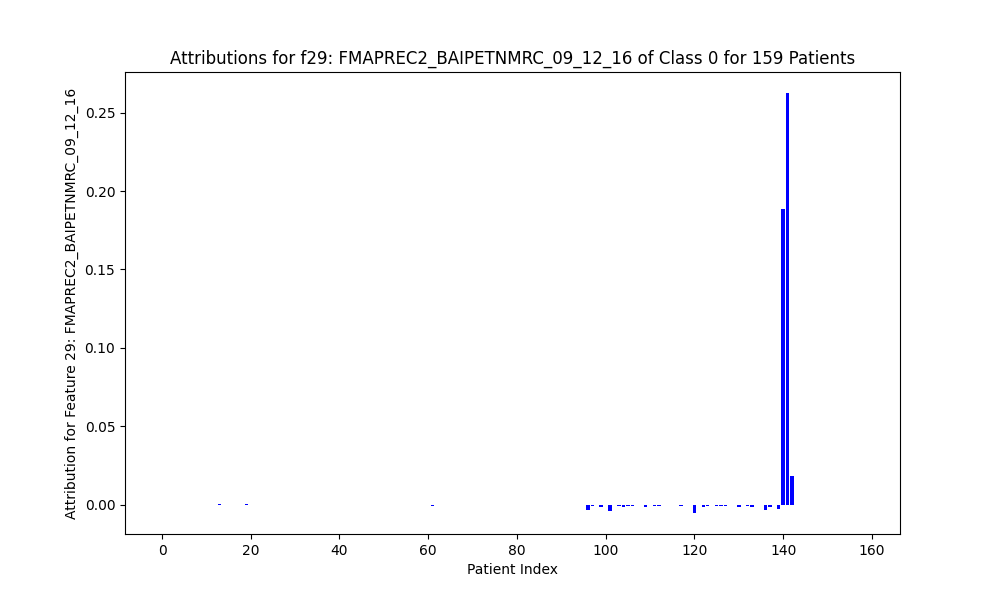 Attributions for f29: FMAPREC2_BAIPETNMRC_09_12_16 of Class 0 for 159 Patients
Attribution for Feature 29: FMAPREC2_BAIPETNMRC_09_12_16
0.25
0.20
0.15
0.10
0.05
0.00
0 20 40 60 80 100 120 140 160
Patient Index